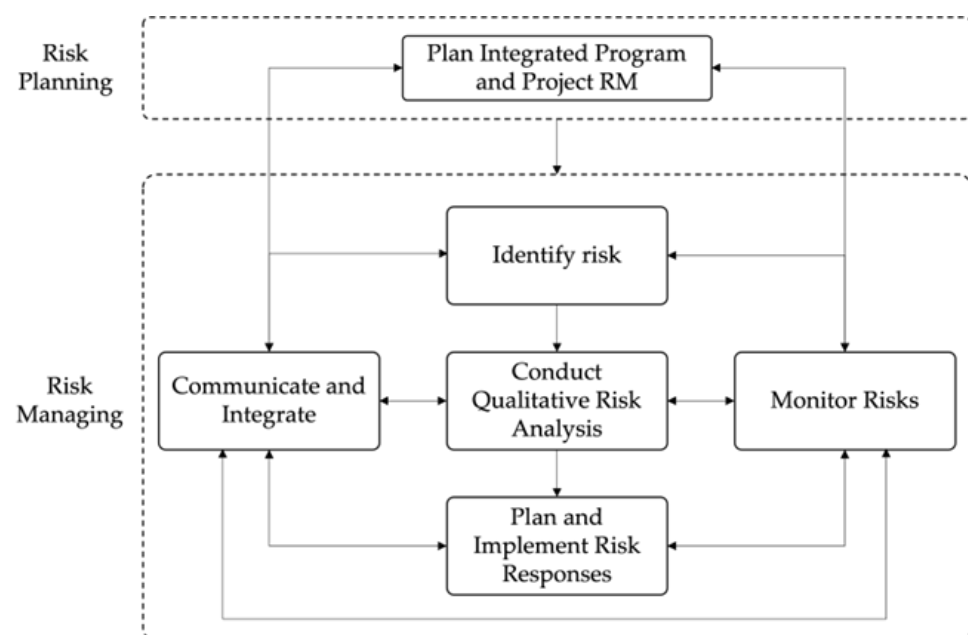 Risk
Planning
Plan Integrated Program
and Project RM
Identify risk
Risk
Managing
Communicate and
Integrate
Conduct
Qualitative Risk
Analysis
Monitor Risks
Plan and
Implement Risk
Responses